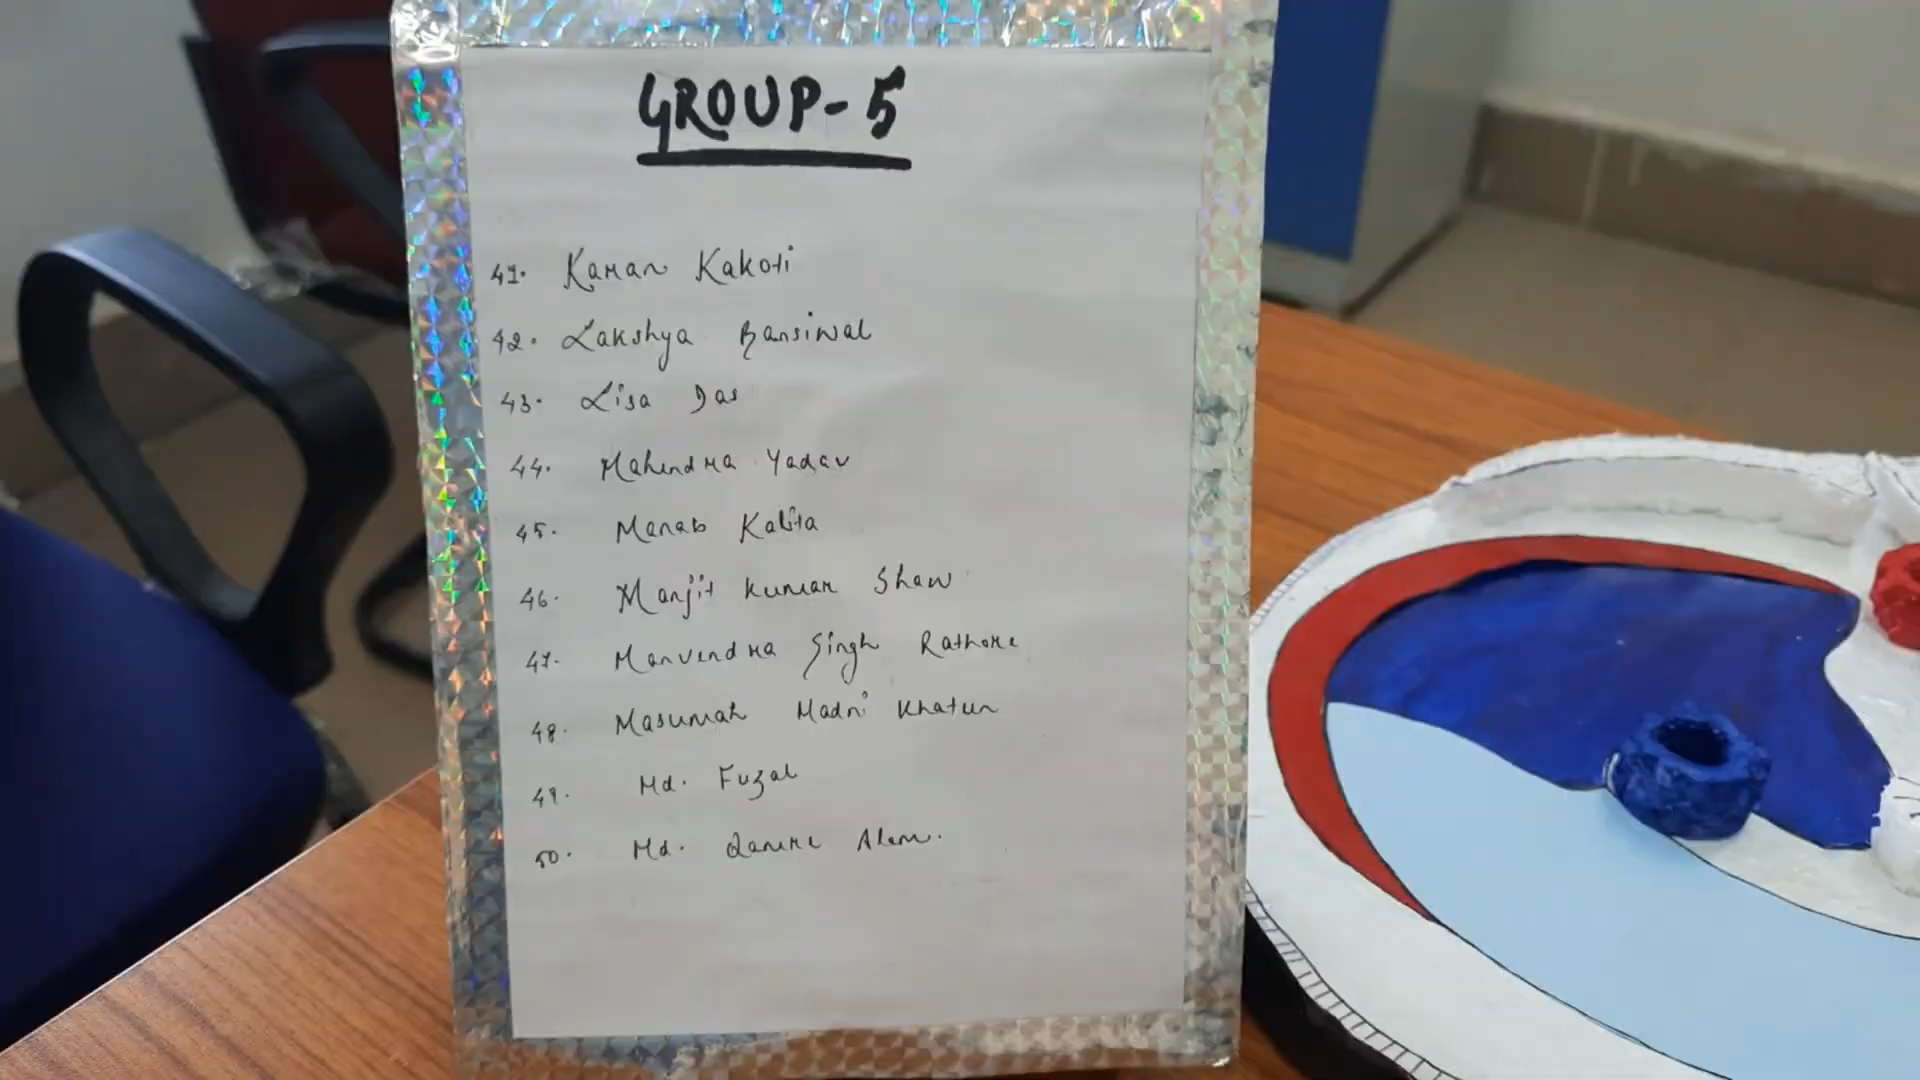 GROUP-5
41. Karan Kakoti
42. Lakshya Bansiwal
43. Lisa Das
44. Mahendra Yadav
45. Manab Kalita
46. Manjit Kumar Shaw
47. Manvendra Singh Rathore
48. Masumah Madni Khatun
49. Md. Fuzal
50. Md. Qamre Alam.